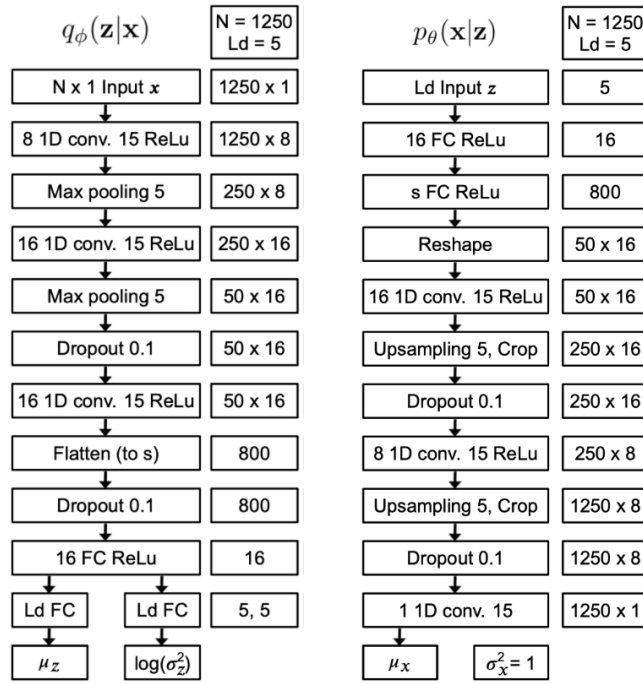 qϕ(z|x)
N = 1250
Ld = 5
N x 1 Input x
1250 x 1
8 1D conv. 15 ReLu
1250 x 8
Max pooling 5
250 x 8
16 1D conv. 15 ReLu
250 x 16
Max pooling 5
50 x 16
Dropout 0.1
50 x 16
16 1D conv. 15 ReLu
50 x 16
Flatten (to s)
800
Dropout 0.1
800
16 FC ReLu
16
Ld FC
Ld FC
5, 5
μz
log(σz²)
pθ(x|z)
N = 1250
Ld = 5
Ld Input z
5
16 FC ReLu
16
s FC ReLu
800
Reshape
50 x 16
16 1D conv. 15 ReLu
50 x 16
Upsampling 5, Crop
250 x 16
Dropout 0.1
250 x 16
8 1D conv. 15 ReLu
250 x 8
Upsampling 5, Crop
1250 x 8
Dropout 0.1
1250 x 8
1 1D conv. 15
1250 x 1
μx
σx² = 1